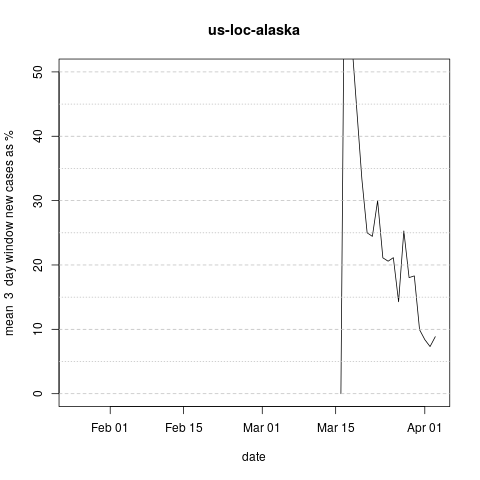 us-loc-alaska
mean  3  day window new cases as %
50
40
30
20
10
0
Feb 01
Feb 15
Mar 01
Mar 15
Apr 01
date